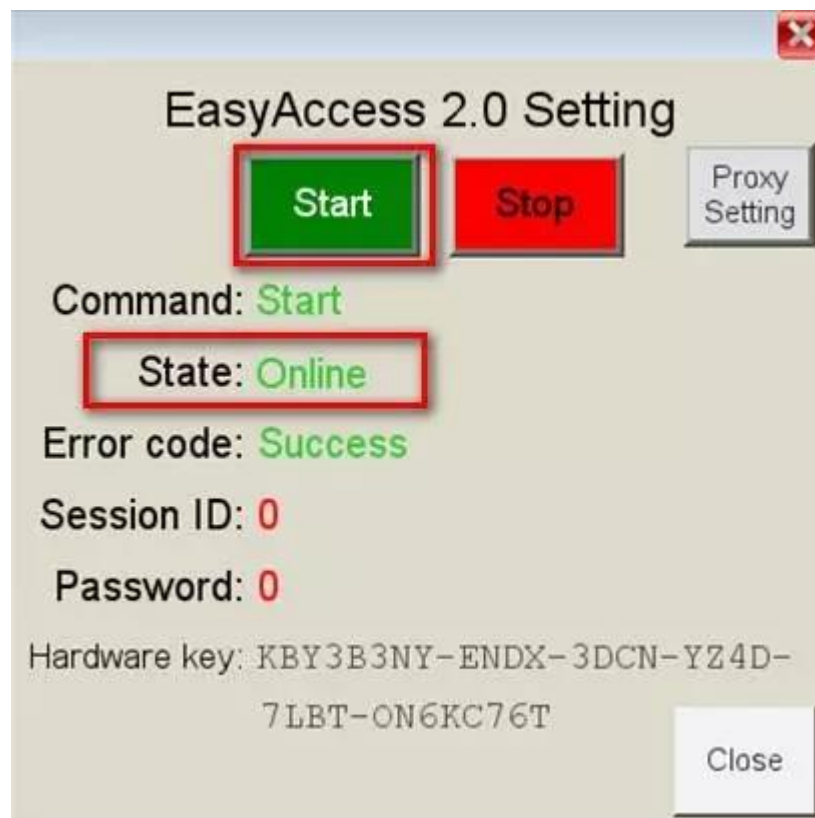 EasyAccess 2.0 Setting
Start
Stop
Proxy
Setting
Command: Start
State: Online
Error code: Success
Session ID: 0
Password: 0
Hardware key: KBY3B3NY-ENDX-3DCN-YZ4D-
7LBT-ON6KC76T
Close